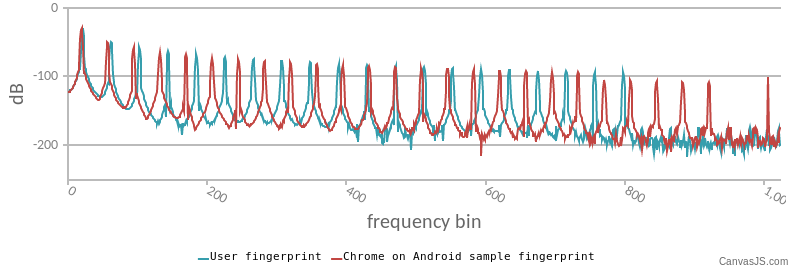 0
-100
-200
dB
0
200
400
600
800
1,00
frequency bin
User fingerprint
Chrome on Android sample fingerprint
CanvasJS.com